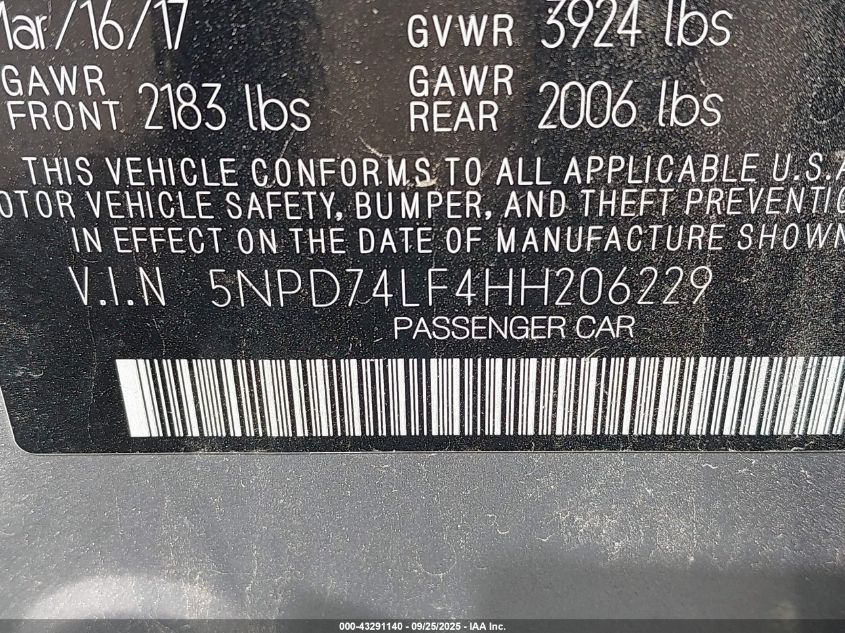 Mar/16/17 GVWR 3924 lbs
GAWR FRONT 2183 lbs GAWR REAR 2006 lbs
THIS VEHICLE CONFORMS TO ALL APPLICABLE U.S.A
OTOR VEHICLE SAFETY, BUMPER, AND THEFT PREVENTIO
IN EFFECT ON THE DATE OF MANUFACTURE SHOWN
V.I.N 5NPD74LF4HH206229
PASSENGER CAR
000-43291140 - 09/25/2025 - IAA Inc.